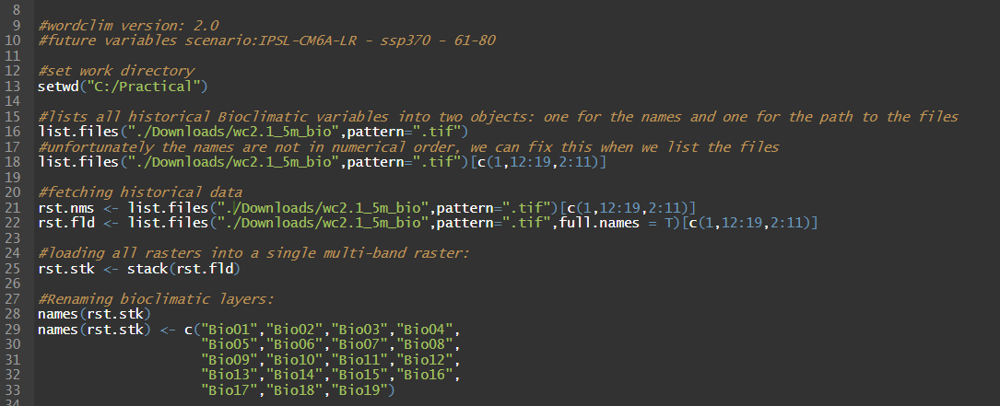 8
9 #wordclim version: 2.0
10 #future variables scenario:IPSL-CM6A-LR - ssp370 - 61-80
11
12 #set work directory
13 setwd("C:/Practical")
14
15 #lists all historical Bioclimatic variables into two objects: one for the names and one for the path to the files
16 list.files("./Downloads/wc2.1_5m_bio",pattern=".tif")
17 #unfortunately the names are not in numerical order, we can fix this when we list the files
18 list.files("./Downloads/wc2.1_5m_bio",pattern=".tif")[c(1,12:19,2:11)]
19
20 #fetching historical data
21 rst.nms <- list.files("./Downloads/wc2.1_5m_bio",pattern=".tif")[c(1,12:19,2:11)]
22 rst.fld <- list.files("./Downloads/wc2.1_5m_bio",pattern=".tif",full.names = T)[c(1,12:19,2:11)]
23
24 #loading all rasters into a single multi-band raster:
25 rst.stk <- stack(rst.fld)
26
27 #Renaming bioclimatic layers:
28 names(rst.stk)
29 names(rst.stk) <- c("Bio01","Bio02","Bio03","Bio04",
30 "Bio05","Bio06","Bio07","Bio08",
31 "Bio09","Bio10","Bio11","Bio12",
32 "Bio13","Bio14","Bio15","Bio16",
33 "Bio17","Bio18","Bio19")
34